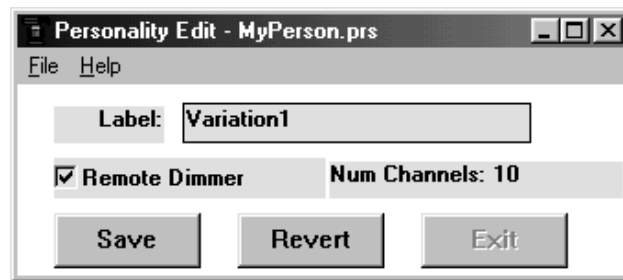 Personality Edit - MyPerson.prs
File Help
Label: Variation1
Remote Dimmer Num Channels: 10
Save Revert Exit